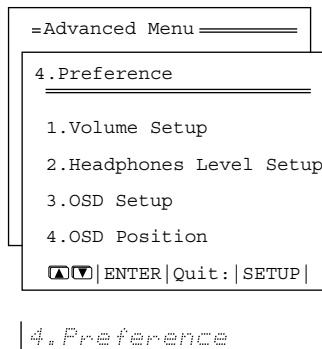 =Advanced Menu
4.Preference
1.Volume Setup
2.Headphones Level Setup
3.OSD Setup
4.OSD Position
▲▼|ENTER|Quit:|SETUP|
4.Preference